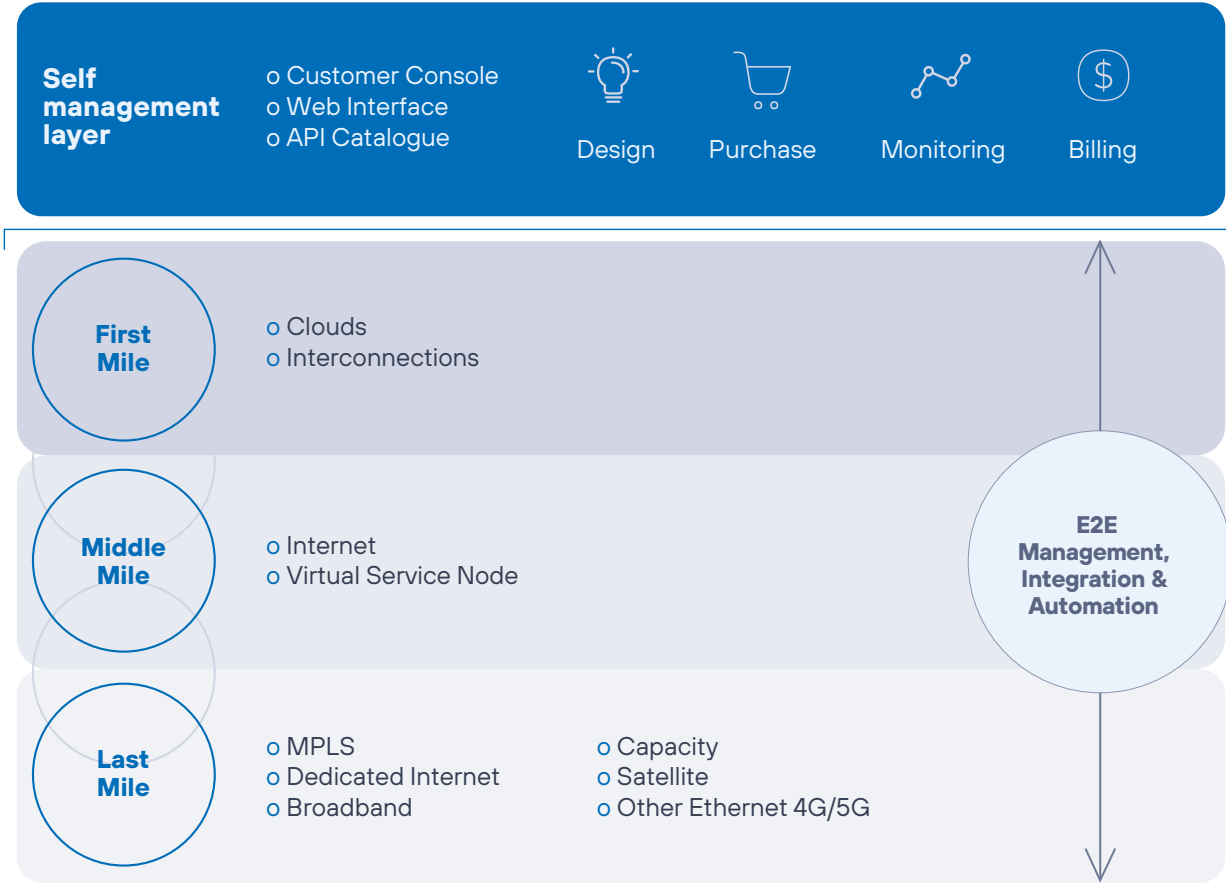 Self
management
layer
o Customer Console
o Web Interface
o API Catalogue
Design
Purchase
Monitoring
$
Billing
First
Mile
o Clouds
o Interconnections
Middle
Mile
o Internet
o Virtual Service Node
E2E
Management,
Integration &
Automation
Last
Mile
o MPLS
o Dedicated Internet
o Broadband
o Capacity
o Satellite
o Other Ethernet 4G/5G